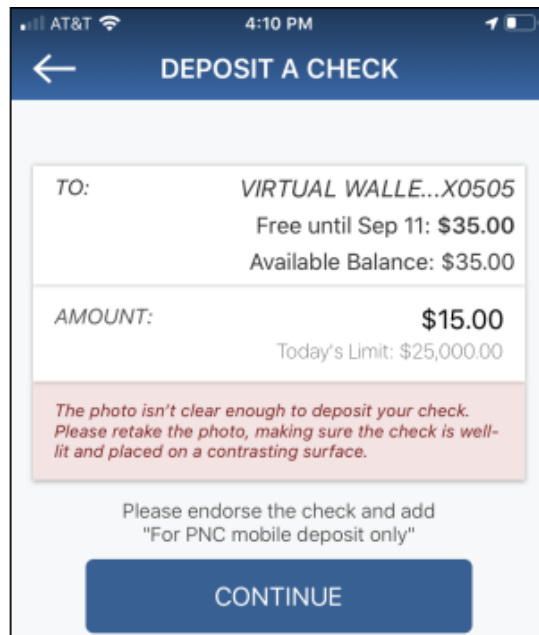 AT&T 4:10 PM
DEPOSIT A CHECK
TO: VIRTUAL WALLE...X0505
Free until Sep 11: $35.00
Available Balance: $35.00
AMOUNT: $15.00
Today's Limit: $25,000.00
The photo isn't clear enough to deposit your check.
Please retake the photo, making sure the check is well-
lit and placed on a contrasting surface.
Please endorse the check and add
"For PNC mobile deposit only"
CONTINUE